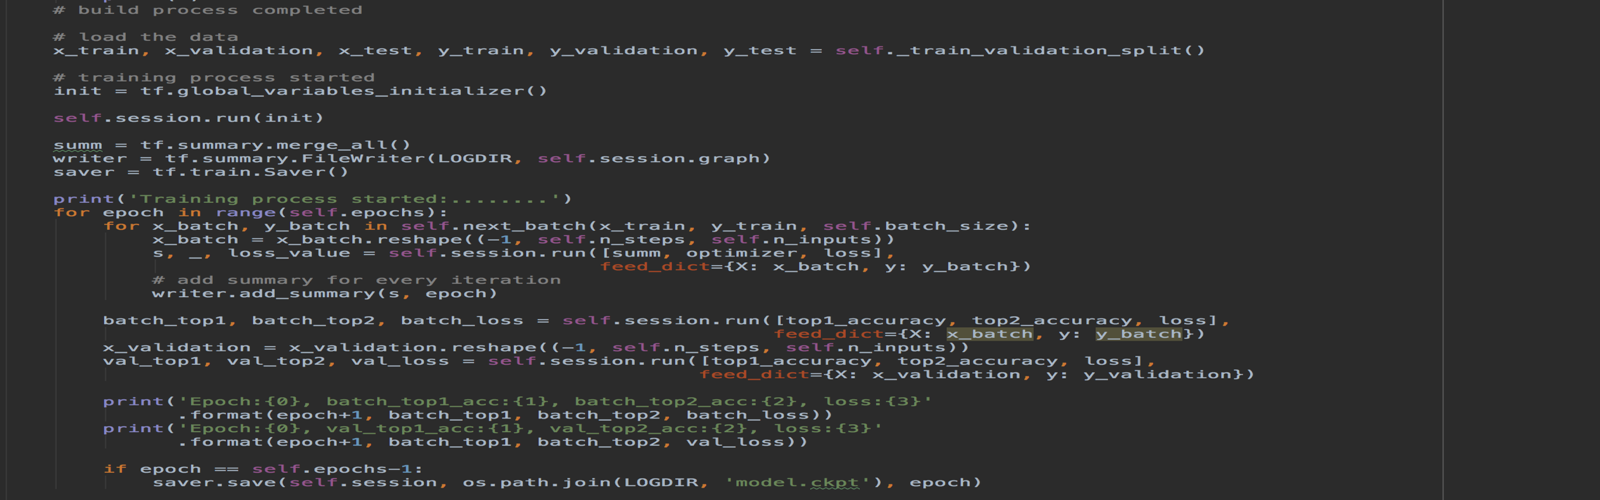 # build process completed
# load the data
x_train, x_validation, x_test, y_train, y_validation, y_test = self._train_validation_split()
# training process started
init = tf.global_variables_initializer()
self.session.run(init)
summ = tf.summary.merge_all()
writer = tf.summary.FileWriter(LOGDIR, self.session.graph)
saver = tf.train.Saver()
print('Training process started:........')
for epoch in range(self.epochs):
for x_batch, y_batch in self.next_batch(x_train, y_train, self.batch_size):
x_batch = x_batch.reshape((-1, self.n_steps, self.n_inputs))
s, _, loss_value = self.session.run([summ, optimizer, loss],
feed_dict={X: x_batch, y: y_batch})
# add summary for every iteration
writer.add_summary(s, epoch)
batch_top1, batch_top2, batch_loss = self.session.run([top1_accuracy, top2_accuracy, loss],
feed_dict={X: x_batch, y: y_batch})
x_validation = x_validation.reshape((-1, self.n_steps, self.n_inputs))
val_top1, val_top2, val_loss = self.session.run([top1_accuracy, top2_accuracy, loss],
feed_dict={X: x_validation, y: y_validation})
print('Epoch:{0}, batch_top1_acc:{1}, batch_top2_acc:{2}, loss:{3}'
.format(epoch+1, batch_top1, batch_top2, batch_loss))
print('Epoch:{0}, val_top1_acc:{1}, val_top2_acc:{2}, loss:{3}'
.format(epoch+1, batch_top1, batch_top2, val_loss))
if epoch == self.epochs-1:
saver.save(self.session, os.path.join(LOGDIR, 'model.ckpt'), epoch)